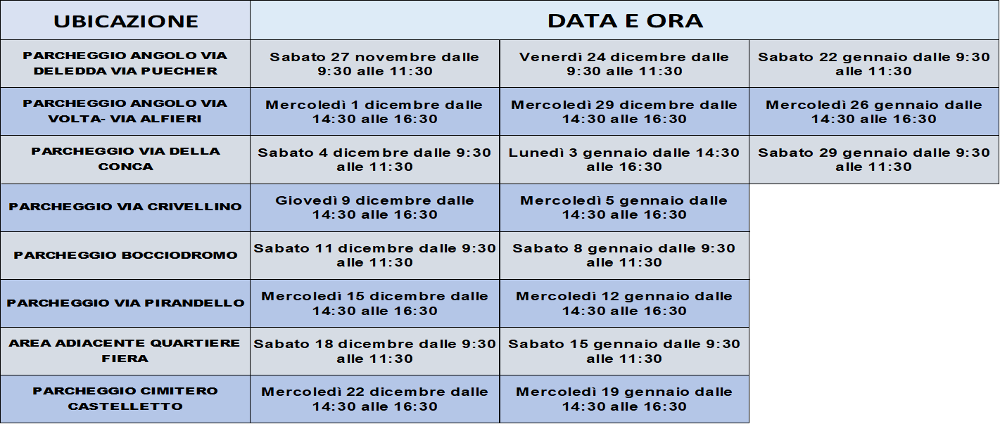 UBICAZIONE
DATA E ORA
PARCHEGGIO ANGOLO VIA
DELEDDA VIA PUECHER
Sabato 27 novembre dalle
9:30 alle 11:30
Venerdì 24 dicembre dalle
9:30 alle 11:30
Sabato 22 gennaio dalle 9:30
alle 11:30
PARCHEGGIO ANGOLO VIA
VOLTA- VIA ALFIERI
Mercoledì 1 dicembre dalle
14:30 alle 16:30
Mercoledì 29 dicembre dalle
14:30 alle 16:30
Mercoledì 26 gennaio dalle
14:30 alle 16:30
PARCHEGGIO VIA DELLA
CONCA
Sabato 4 dicembre dalle 9:30
alle 11:30
Lunedì 3 gennaio dalle 14:30
alle 16:30
Sabato 29 gennaio dalle 9:30
alle 11:30
PARCHEGGIO VIA CRIVELLINO
Giovedì 9 dicembre dalle
14:30 alle 16:30
Mercoledì 5 gennaio dalle
14:30 alle 16:30
PARCHEGGIO BOCCIODROMO
Sabato 11 dicembre dalle 9:30
alle 11:30
Sabato 8 gennaio dalle 9:30
alle 11:30
PARCHEGGIO VIA PIRANDELLO
Mercoledì 15 dicembre dalle
14:30 alle 16:30
Mercoledì 12 gennaio dalle
14:30 alle 16:30
AREA ADIACENTE QUARTIERE
FIERA
Sabato 18 dicembre dalle 9:30
alle 11:30
Sabato 15 gennaio dalle 9:30
alle 11:30
PARCHEGGIO CIMITERO
CASTELLETTO
Mercoledì 22 dicembre dalle
14:30 alle 16:30
Mercoledì 19 gennaio dalle
14:30 alle 16:30